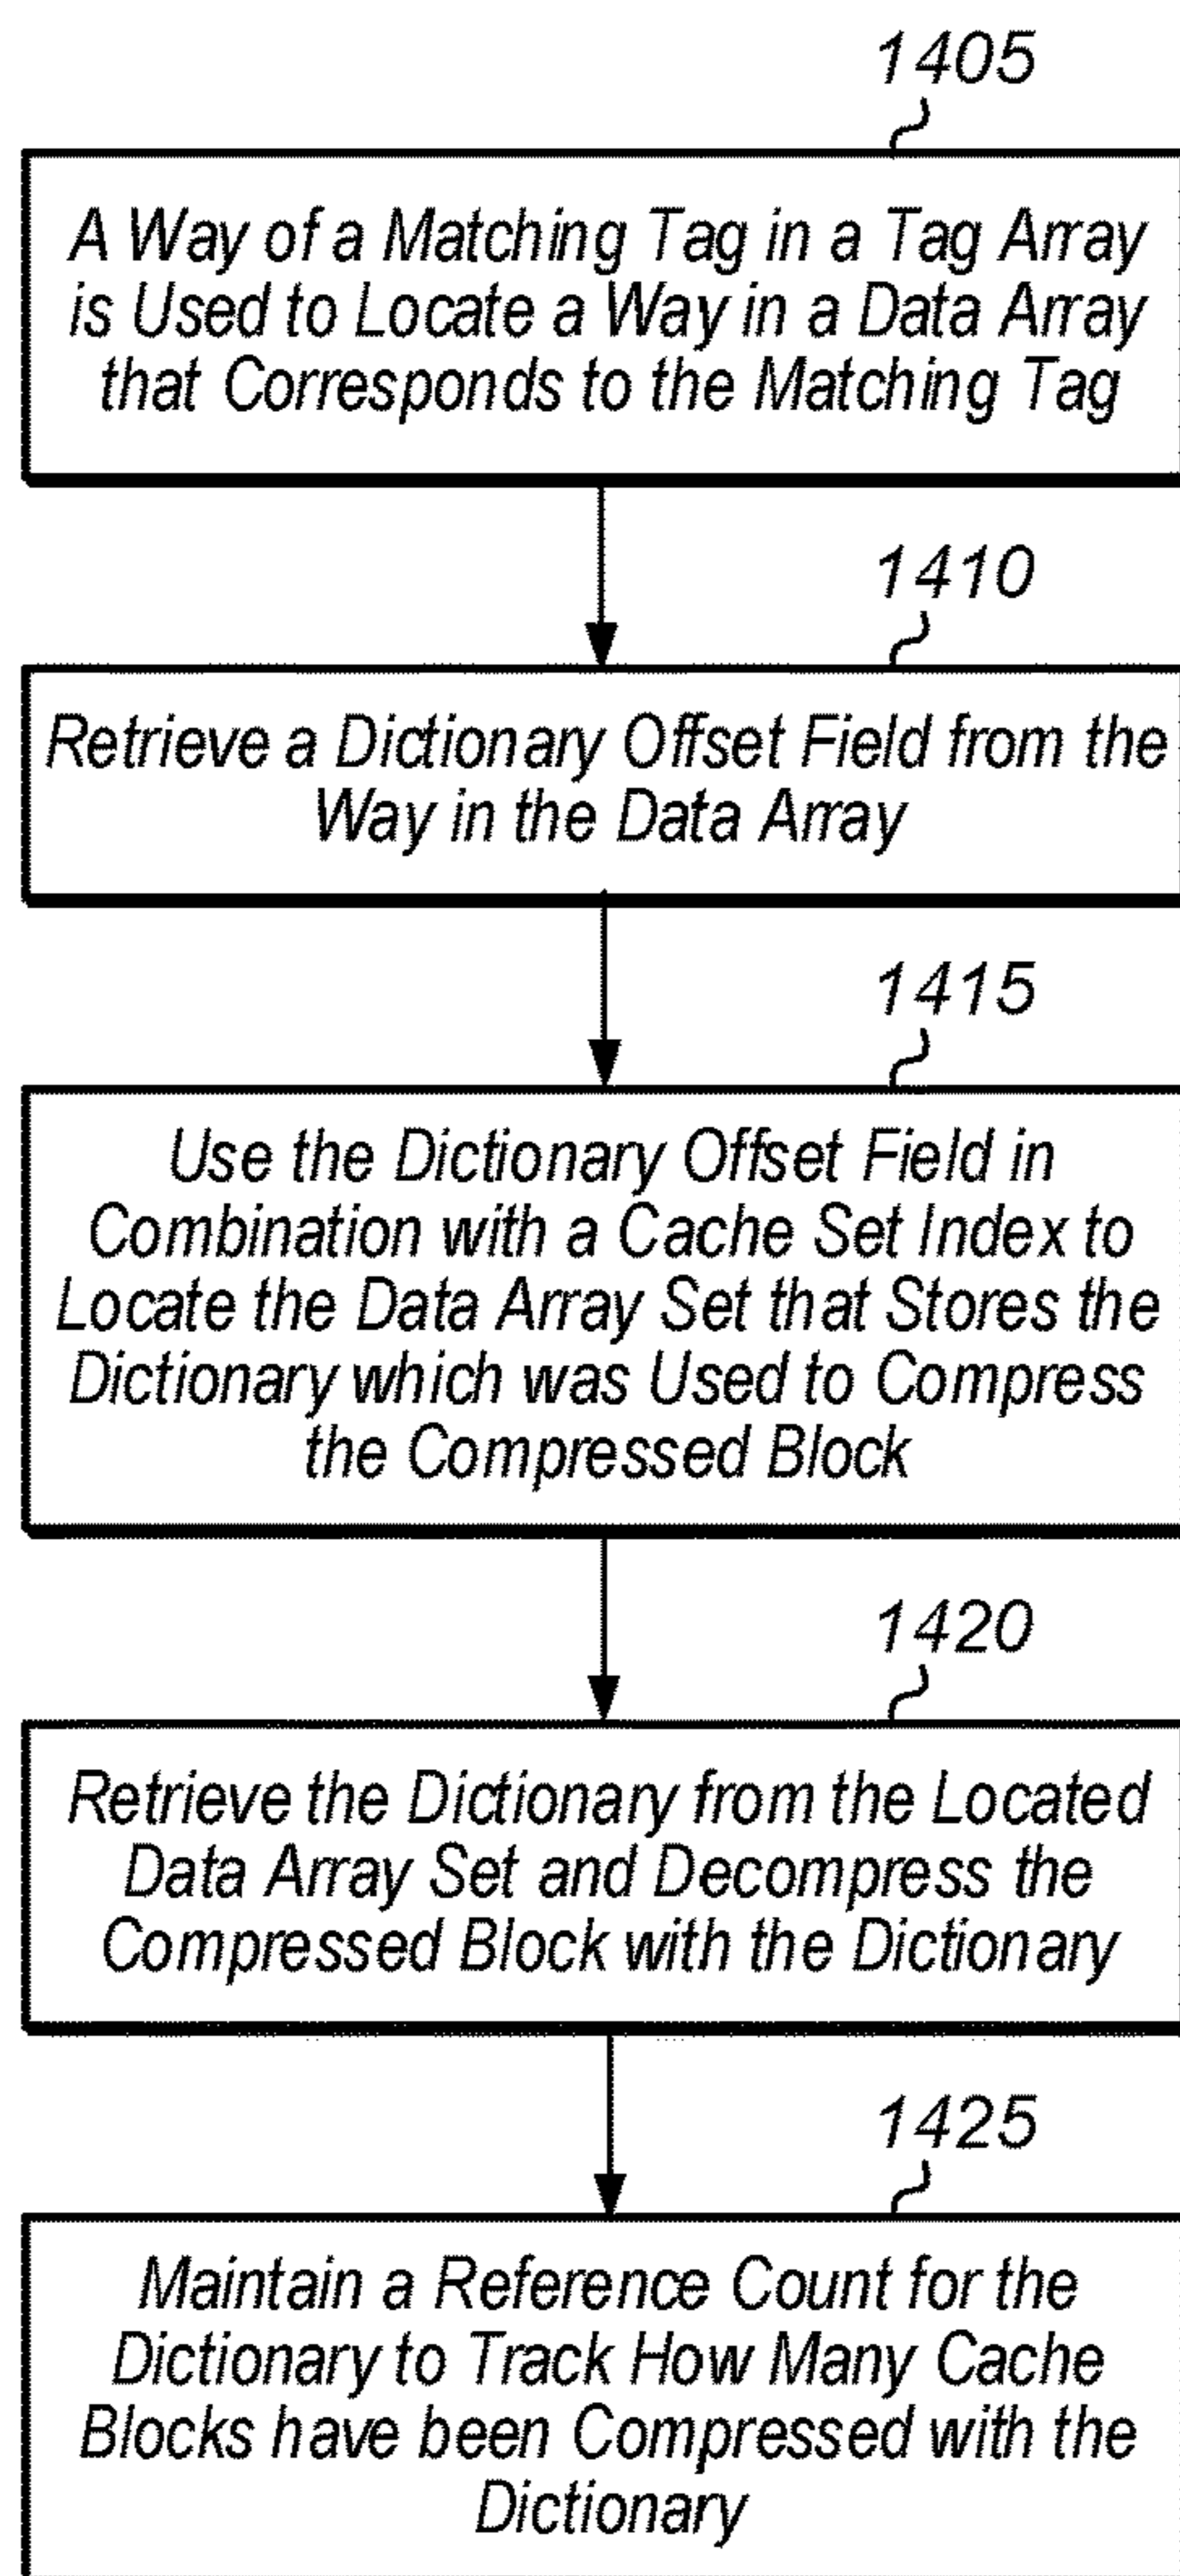 1405
A Way of a Matching Tag in a Tag Array
is Used to Locate a Way in a Data Array
that Corresponds to the Matching Tag
1410
Retrieve a Dictionary Offset Field from the
Way in the Data Array
1415
Use the Dictionary Offset Field in
Combination with a Cache Set Index to
Locate the Data Array Set that Stores the
Dictionary which was Used to Compress
the Compressed Block
1420
Retrieve the Dictionary from the Located
Data Array Set and Decompress the
Compressed Block with the Dictionary
1425
Maintain a Reference Count for the
Dictionary to Track How Many Cache
Blocks have been Compressed with the
Dictionary